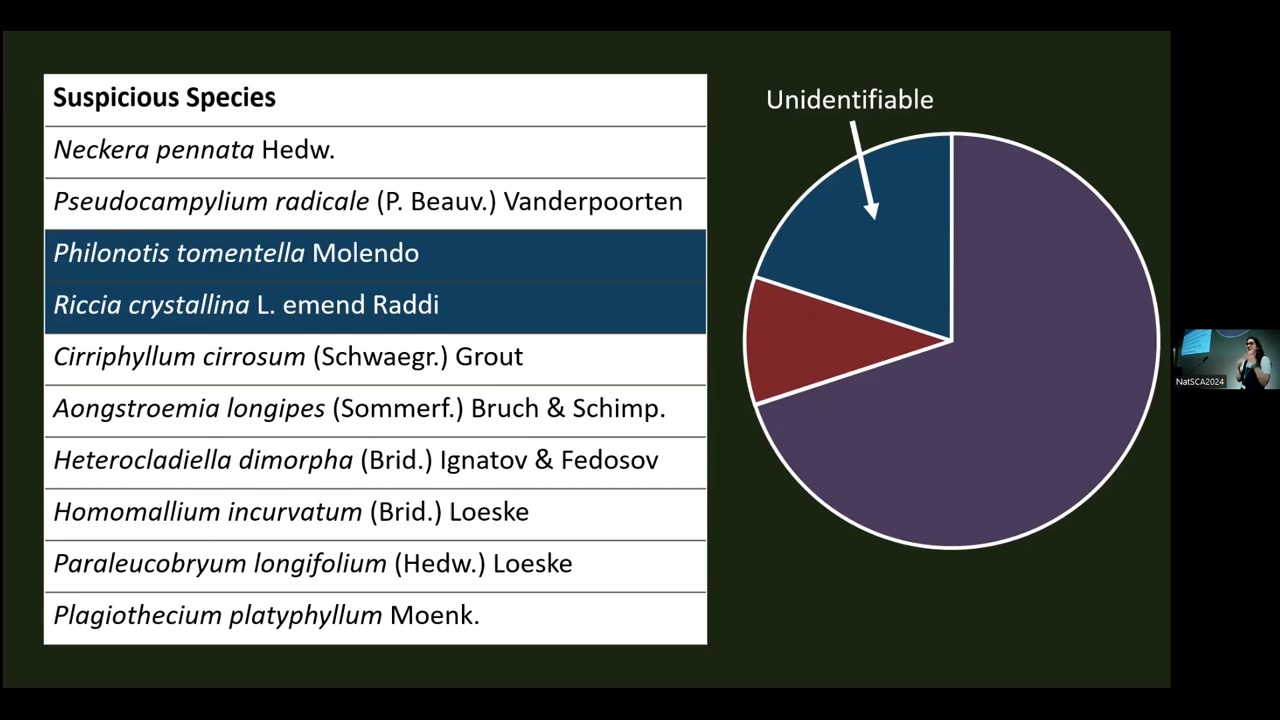 Suspicious Species
Neckera pennata Hedw.
Pseudocampylium radicale (P. Beauv.) Vanderpoorten
Philonotis tomentella Molendo
Riccia crystallina L. emend Raddi
Cirriphyllum cirrosum (Schwaegr.) Grout
Aongstroemia longipes (Sommerf.) Bruch & Schimp.
Heterocladiella dimorpha (Brid.) Ignatov & Fedosov
Homomallium incurvatum (Brid.) Loeske
Paraleucobryum longifolium (Hedw.) Loeske
Plagiothecium platyphyllum Moenk.
Unidentifiable
NatSCA2024